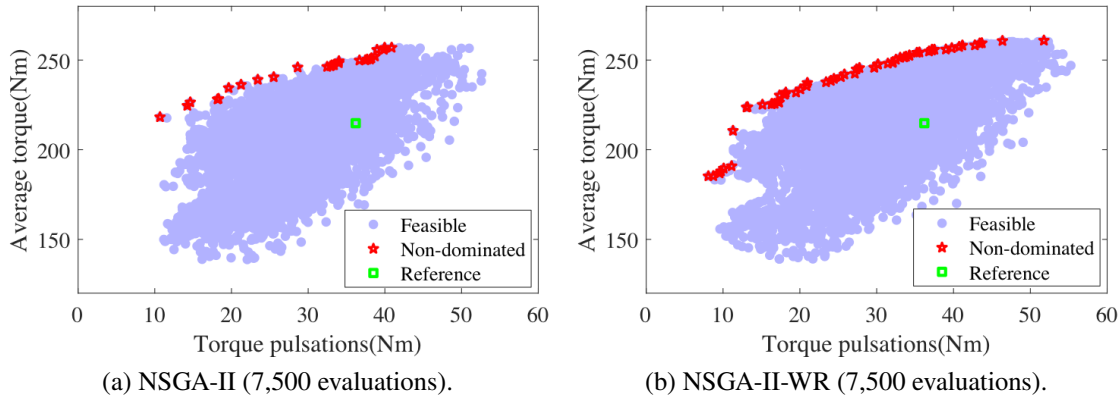 Average torque(Nm)
250
200
150
Feasible
Non-dominated
Reference
0 10 20 30 40 50 60
Torque pulsations(Nm)
(a) NSGA-II (7,500 evaluations).
Average torque(Nm)
250
200
150
Feasible
Non-dominated
Reference
0 10 20 30 40 50 60
Torque pulsations(Nm)
(b) NSGA-II-WR (7,500 evaluations).